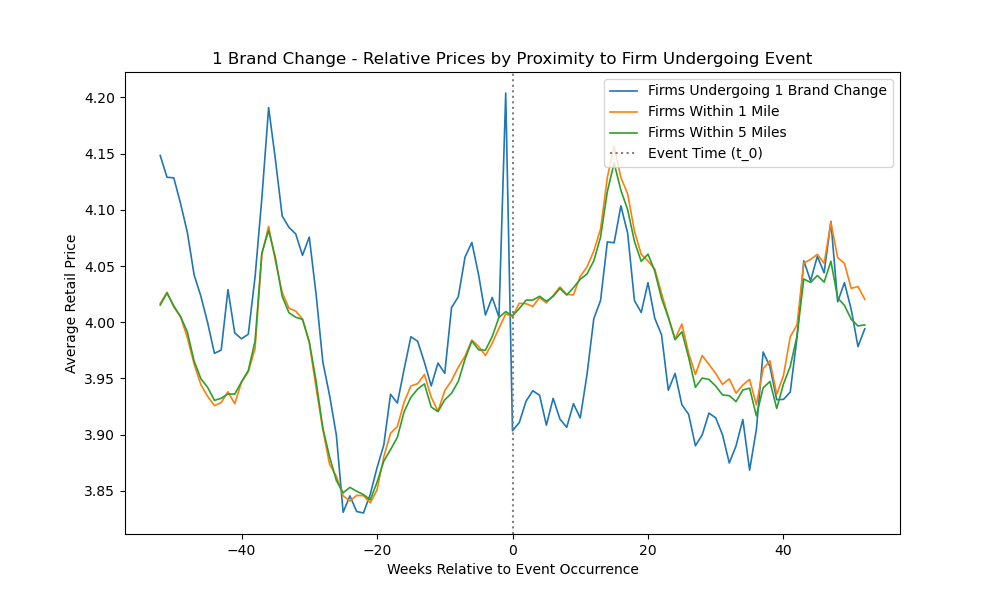 1 Brand Change - Relative Prices by Proximity to Firm Undergoing Event
Average Retail Price
4.20
4.15
4.10
4.05
4.00
3.95
3.90
3.85
Firms Undergoing 1 Brand Change
Firms Within 1 Mile
Firms Within 5 Miles
Event Time (t_0)
−40 −20 0 20 40
Weeks Relative to Event Occurrence